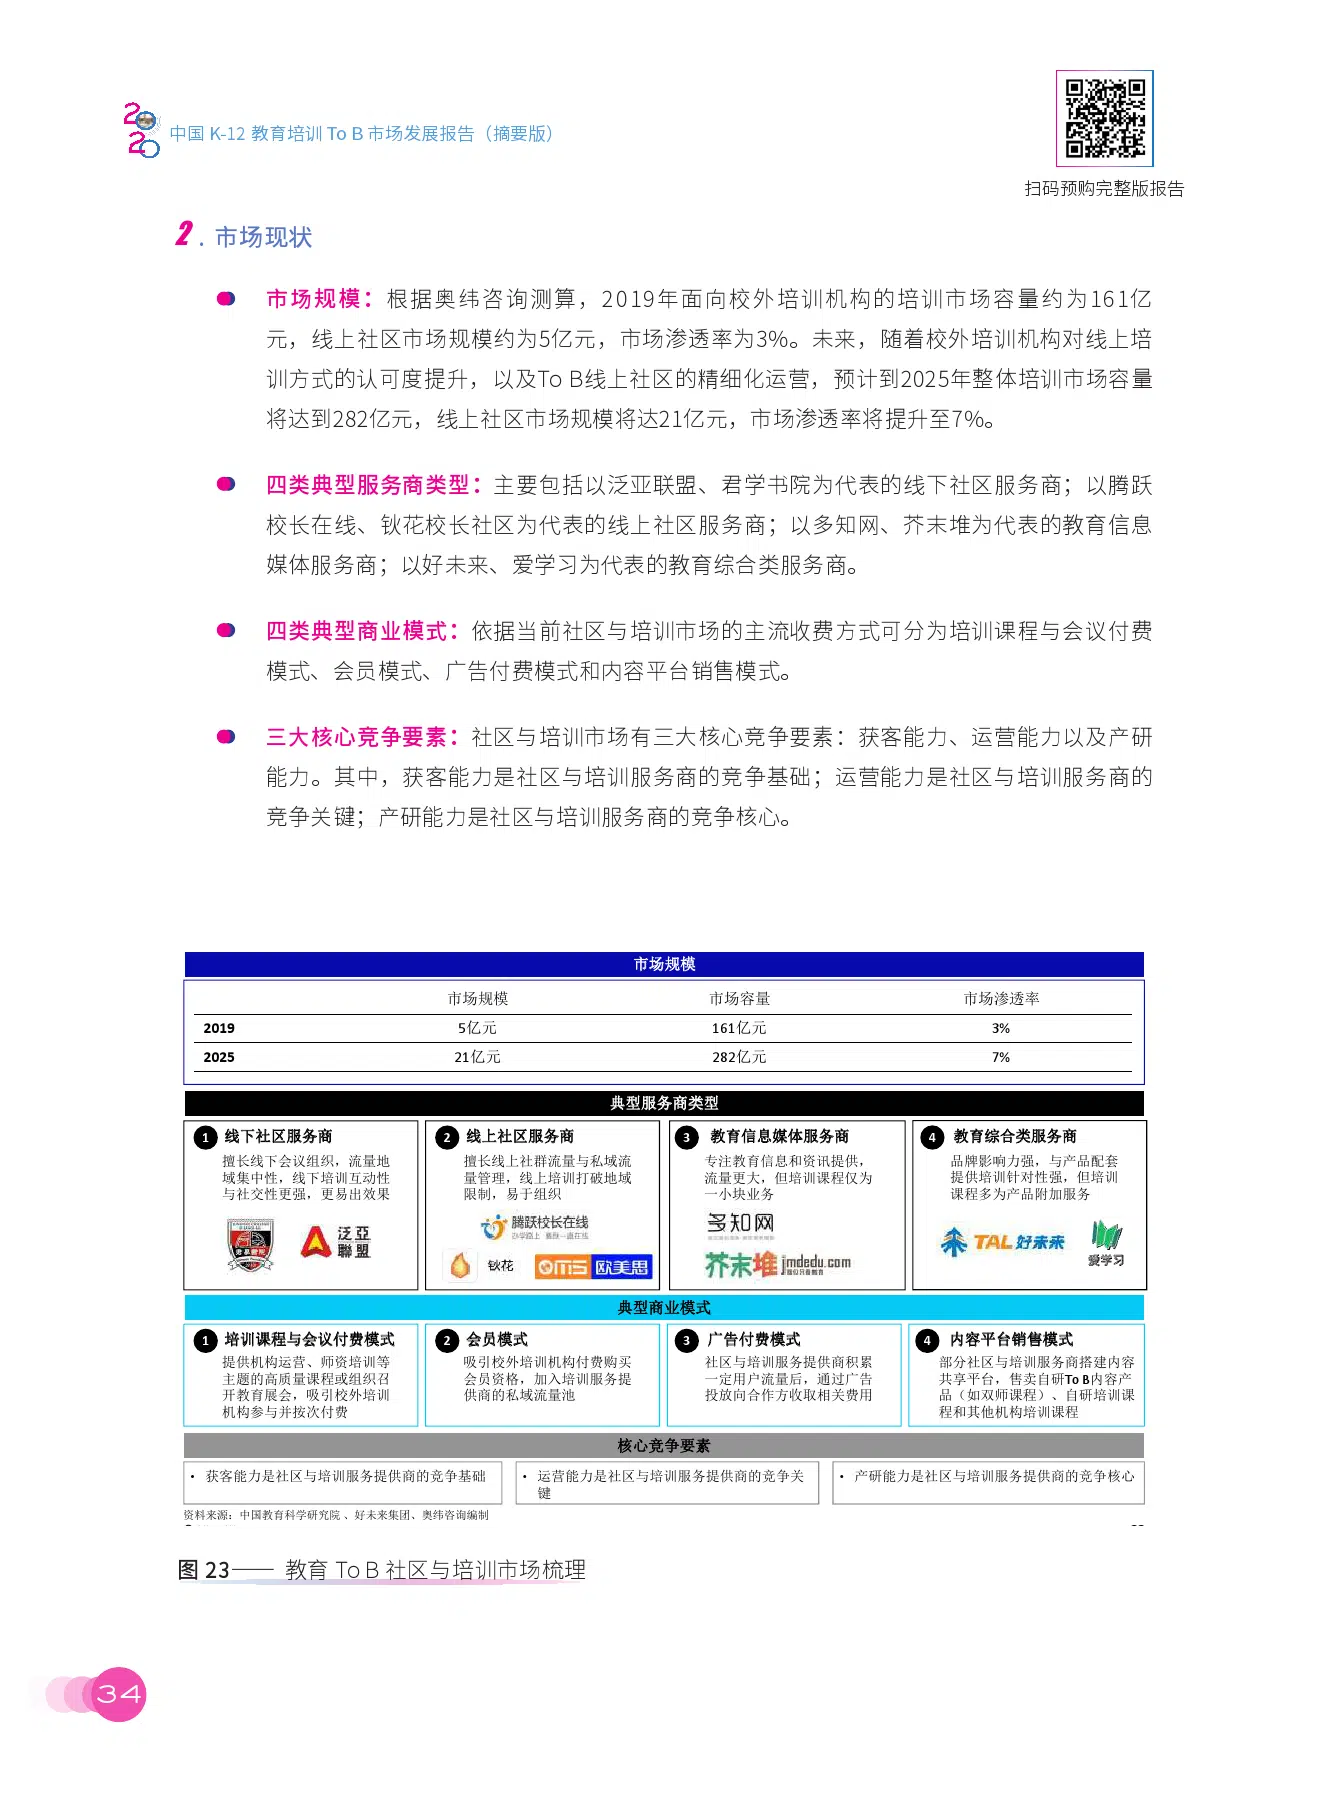 2020
中国 K-12 教育培训 To B 市场发展报告（摘要版）
扫码预购完整版报告
2 . 市场现状
市场规模：根据奥纬咨询测算，2019年面向校外培训机构的培训市场容量约为161亿
元，线上社区市场规模约为5亿元，市场渗透率为3%。未来，随着校外培训机构对线上培
训方式的认可度提升，以及To B线上社区的精细化运营，预计到2025年整体培训市场容量
将达到282亿元，线上社区市场规模将达21亿元，市场渗透率将提升至7%。
四类典型服务商类型：主要包括以泛亚联盟、君学书院为代表的线下社区服务商；以腾跃
校长在线、钬花校长社区为代表的线上社区服务商；以多知网、芥末堆为代表的教育信息
媒体服务商；以好未来、爱学习为代表的教育综合类服务商。
四类典型商业模式：依据当前社区与培训市场的主流收费方式可分为培训课程与会议付费
模式、会员模式、广告付费模式和内容平台销售模式。
三大核心竞争要素：社区与培训市场有三大核心竞争要素：获客能力、运营能力以及产研
能力。其中，获客能力是社区与培训服务商的竞争基础；运营能力是社区与培训服务商的
竞争关键；产研能力是社区与培训服务商的竞争核心。
市场规模
市场规模 市场容量 市场渗透率
2019 5亿元 161亿元 3%
2025 21亿元 282亿元 7%
典型服务商类型
1 线下社区服务商
擅长线下会议组织，流量地
域集中性，线下培训互动性
与社交性更强，更易出效果
泛亞
聯盟
2 线上社区服务商
擅长线上社群流量与私域流
量管理，线上培训打破地域
限制，易于组织
腾跃校长在线
钬花
OMS 欧美思
3 教育信息媒体服务商
专注教育信息和资讯提供，
流量更大，但培训课程仅为
一小块业务
多知网
芥末堆 jmdedu.com
4 教育综合类服务商
品牌影响力强，与产品配套
提供培训针对性强，但培训
课程多为产品附加服务
TAL 好未来
爱学习
典型商业模式
1 培训课程与会议付费模式
提供机构运营、师资培训等
主题的高质量课程或组织召
开教育展会，吸引校外培训
机构参与并按次付费
2 会员模式
吸引校外培训机构付费购买
会员资格，加入培训服务提
供商的私域流量池
3 广告付费模式
社区与培训服务提供商积累
一定用户流量后，通过广告
投放向合作方收取相关费用
4 内容平台销售模式
部分社区与培训服务商搭建内容
共享平台，售卖自研To B内容产
品（如双师课程）、自研培训课
程和其他机构培训课程
核心竞争要素
• 获客能力是社区与培训服务提供商的竞争基础
• 运营能力是社区与培训服务提供商的竞争关
键
• 产研能力是社区与培训服务提供商的竞争核心
资料来源：中国教育科学研究院 、好未来集团、奥纬咨询编制
图 23—— 教育 To B 社区与培训市场梳理
34